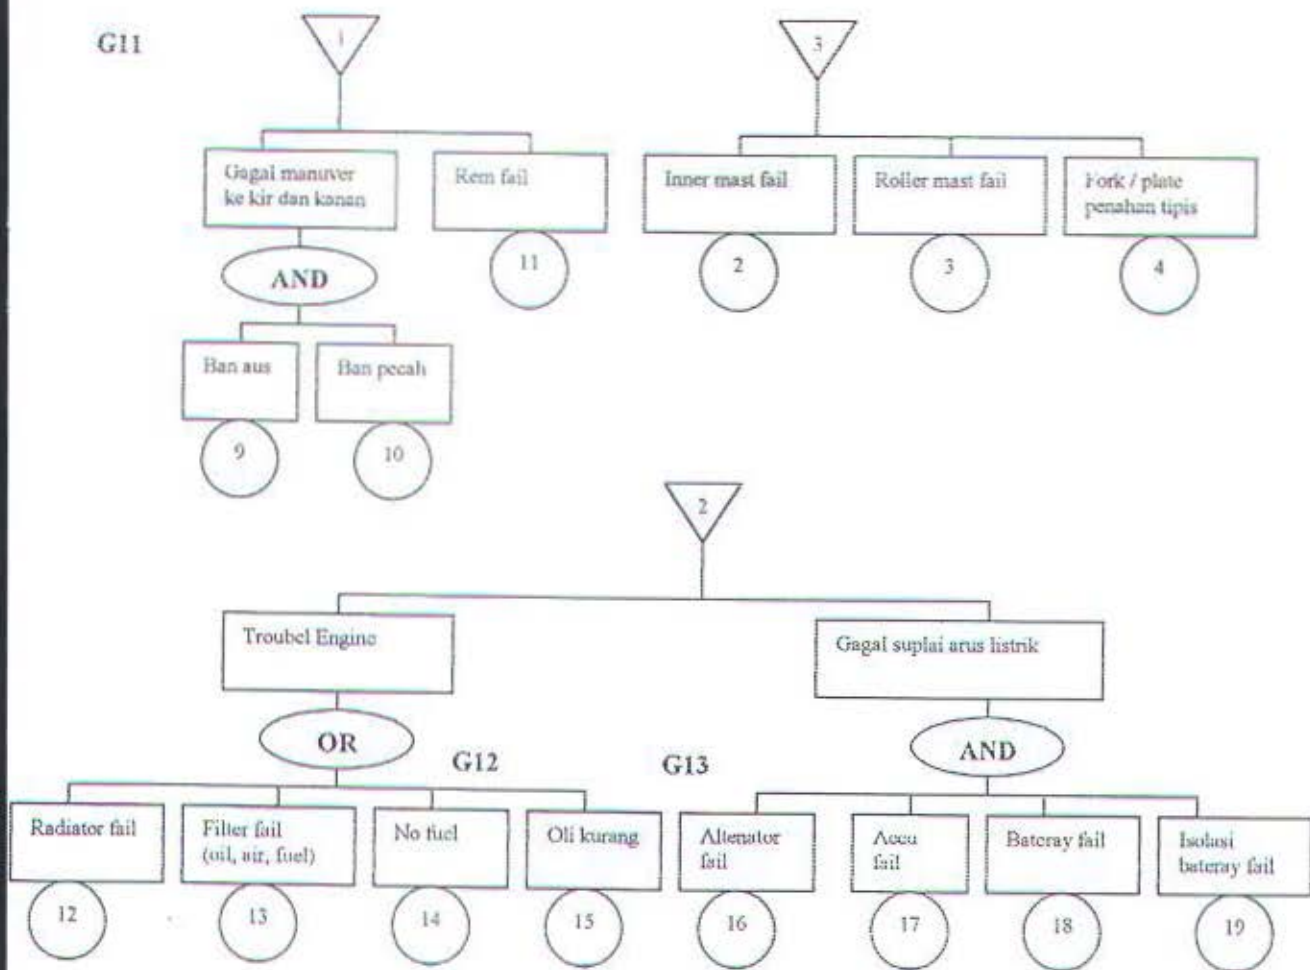 G11
1
3
Gagal manuver
ke kir dan kanan
Rem fail
Inner mast fail
Roller mast fail
Fork / plate
penahan tipis
AND
11
2
3
4
Ban aus
Ban pecah
9
10
2
Troubel Engine
Gagal suplai arus listrik
OR
G12
G13
AND
Radiator fail
Filter fail
(oil, air, fuel)
No fuel
Oli kurang
Altenator
fail
Accu
fail
Bateray fail
Isolasi
bateray fail
12
13
14
15
16
17
18
19